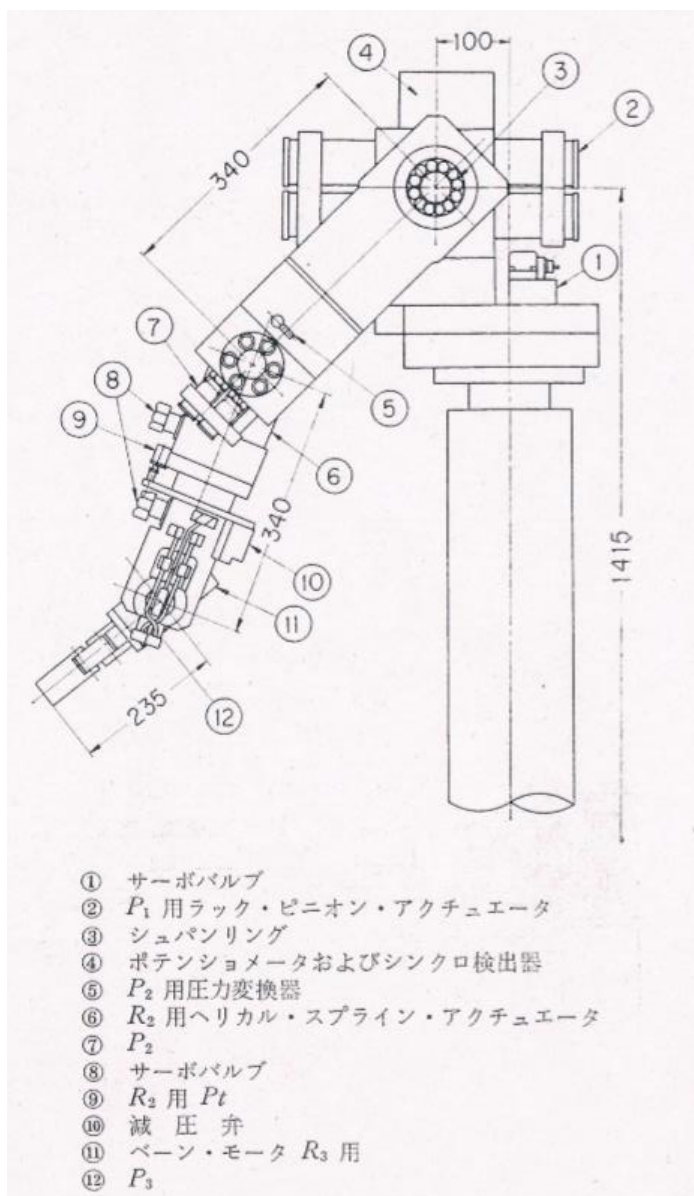 100
④
③
②
340
①
⑦
⑧
⑤
⑨
⑥
340
⑩
1415
⑪
235
⑫
① サーボバルブ
② P₁ 用ラック・ピニオン・アクチュエータ
③ シュパンリング
④ ポテンショメータおよびシンクロ検出器
⑤ P₂ 用圧力変換器
⑥ R₂ 用ヘリカル・スプライン・アクチュエータ
⑦ P₂
⑧ サーボバルブ
⑨ R₂ 用 Pt
⑩ 減 圧 弁
⑪ ベーン・モータ R₃ 用
⑫ P₃